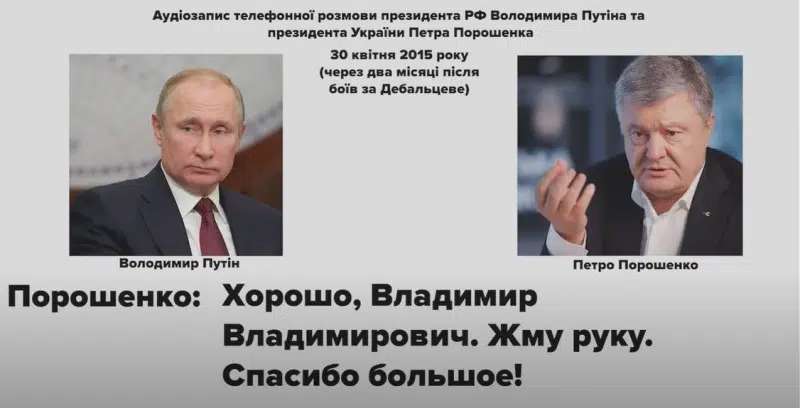 Аудіозапис телефонної розмови президента РФ Володимира Путіна та
президента України Петра Порошенка
30 квітня 2015 року
(через два місяці після
боїв за Дебальцеве)
Володимир Путін
Петро Порошенко
Порошенко: Хорошо, Владимир
Владимирович. Жму руку.
Спасибо большое!